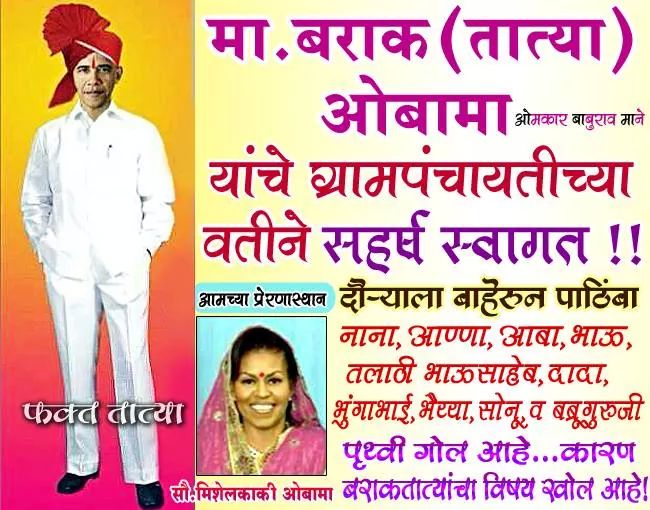 मा.बराक(तात्या)
ओबामा ओमकार बाबुराव माने
यांचे ग्रामपंचायतीच्या
वतीने सहर्ष स्वागत !!
आमच्या प्रेरणास्थान
दौऱ्याला बाहेरुन पाठिंबा
नाना, आण्णा, आबा, भाऊ,
तलाठी भाऊसाहेब, दादा,
भुंगाभाई, भैय्या, सोनू, व बब्रूगुरुजी
फक्त तात्या
पृथ्वी गोल आहे...कारण
सौ.मिशेलकाकी ओबामा
बराकतात्यांचा विषय खोल आहे!